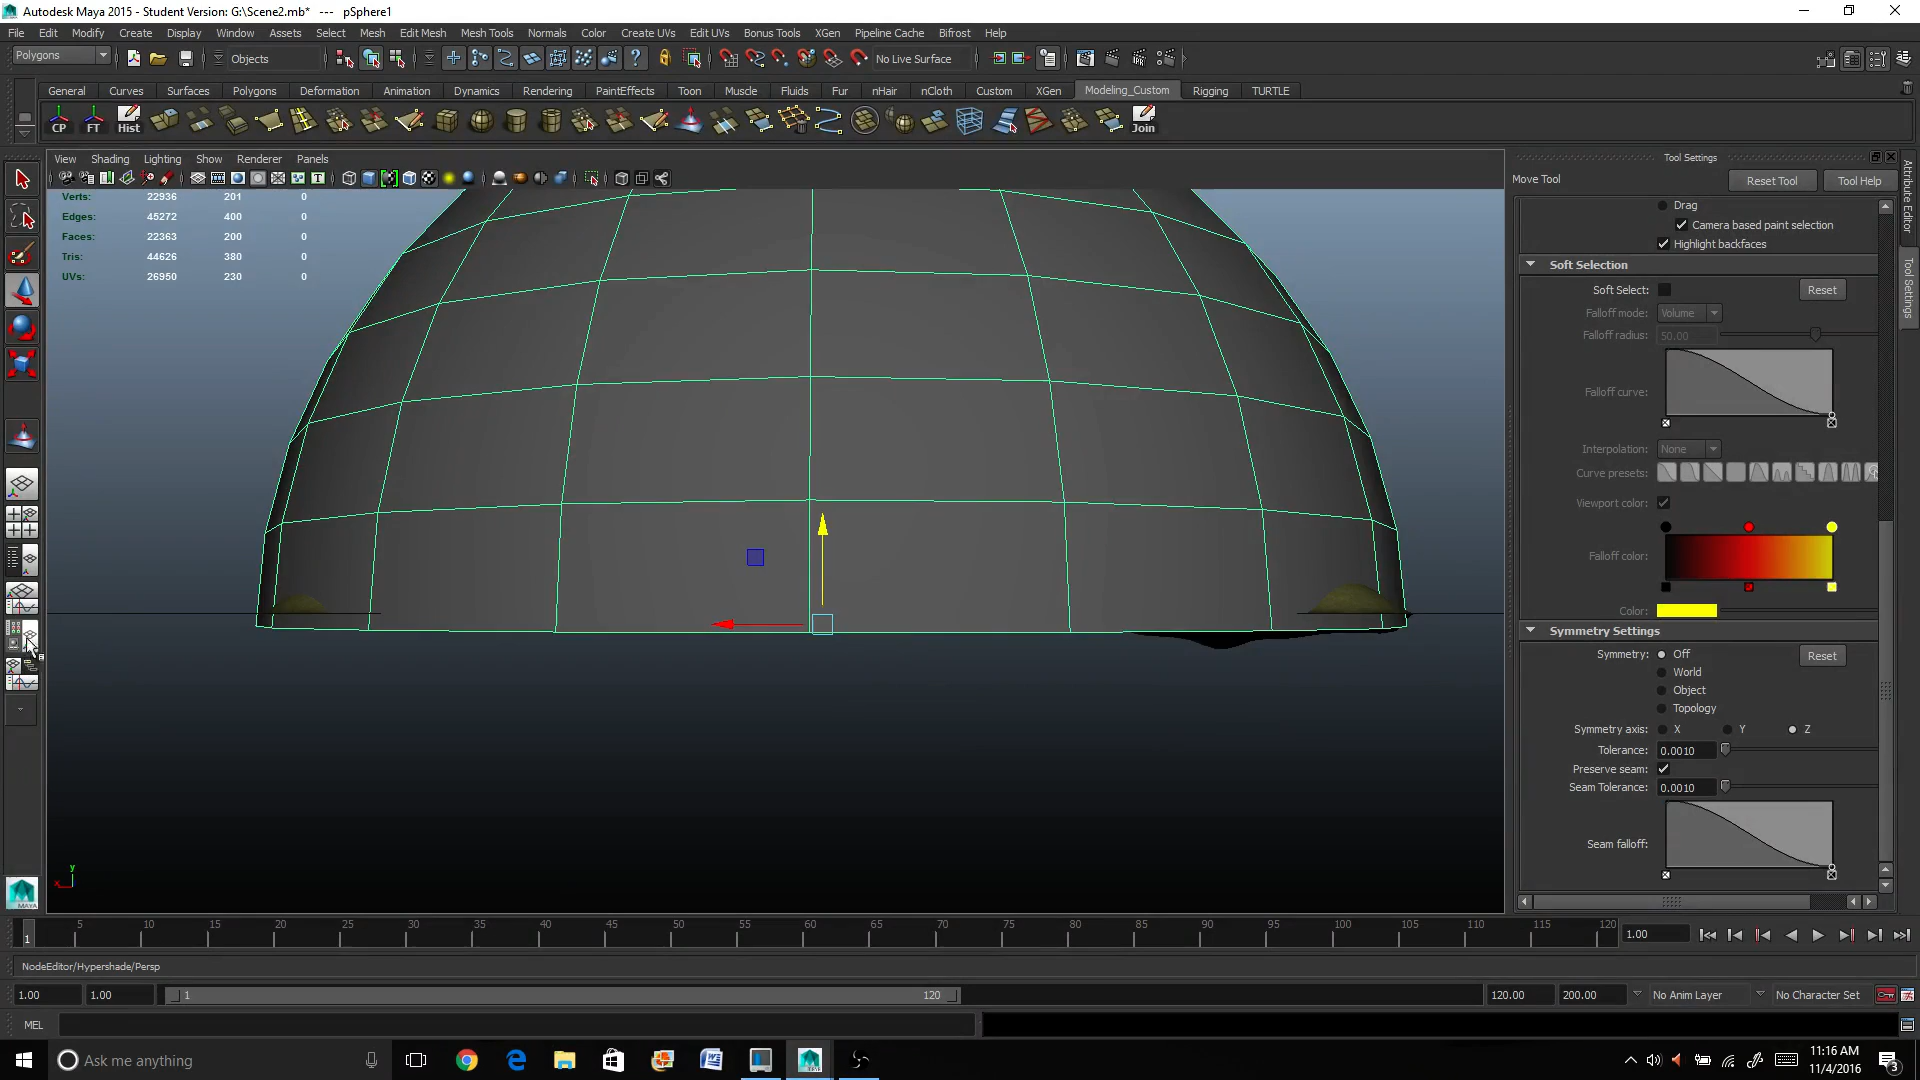 Autodesk Maya 2015 - Student Version: G:\Scene2.mb* --- pSphere1
File Edit Modify Create Display Window Assets Select Mesh Edit Mesh Mesh Tools Normals Color Create UVs Edit UVs Bonus Tools XGen Pipeline Cache Bifrost Help
Polygons Objects No Live Surface
General Curves Surfaces Polygons Deformation Animation Dynamics Rendering PaintEffects Toon Muscle Fluids Fur nHair nCloth Custom XGen Modeling_Custom Rigging TURTLE
CP FT Hist Join
View Shading Lighting Show Renderer Panels
Verts: 22936 201 0
Edges: 45272 400 0
Faces: 22363 200 0
Tris: 44626 380 0
UVs: 26950 230 0
y
x
MAYA
Tool Settings
Move Tool Reset Tool Tool Help
Drag
Camera based paint selection
Highlight backfaces
Soft Selection
Soft Select: Reset
Falloff mode: Volume
Falloff radius: 50.00
Falloff curve:
Interpolation: None
Curve presets:
Viewport color:
Falloff color:
Color:
Symmetry Settings
Symmetry: Off Reset
World
Object
Topology
Symmetry axis: X Y Z
Tolerance: 0.0010
Preserve seam:
Seam Tolerance: 0.0010
Seam falloff:
Attribute Editor
Tool Settings
5 10 15 20 25 30 35 40 45 50 55 60 65 70 75 80 85 90 95 100 105 110 115 120
1 1.00
NodeEditor/Hypershade/Persp
1.00 1.00 1 120 120.00 200.00 No Anim Layer No Character Set
MEL
Ask me anything
11:16 AM
11/4/2016
3